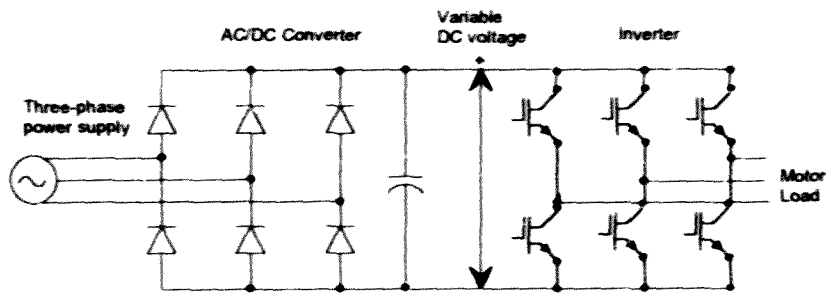 AC/DC Converter
Variable
DC voltage
Inverter
+
Three-phase
power supply
Motor
Load